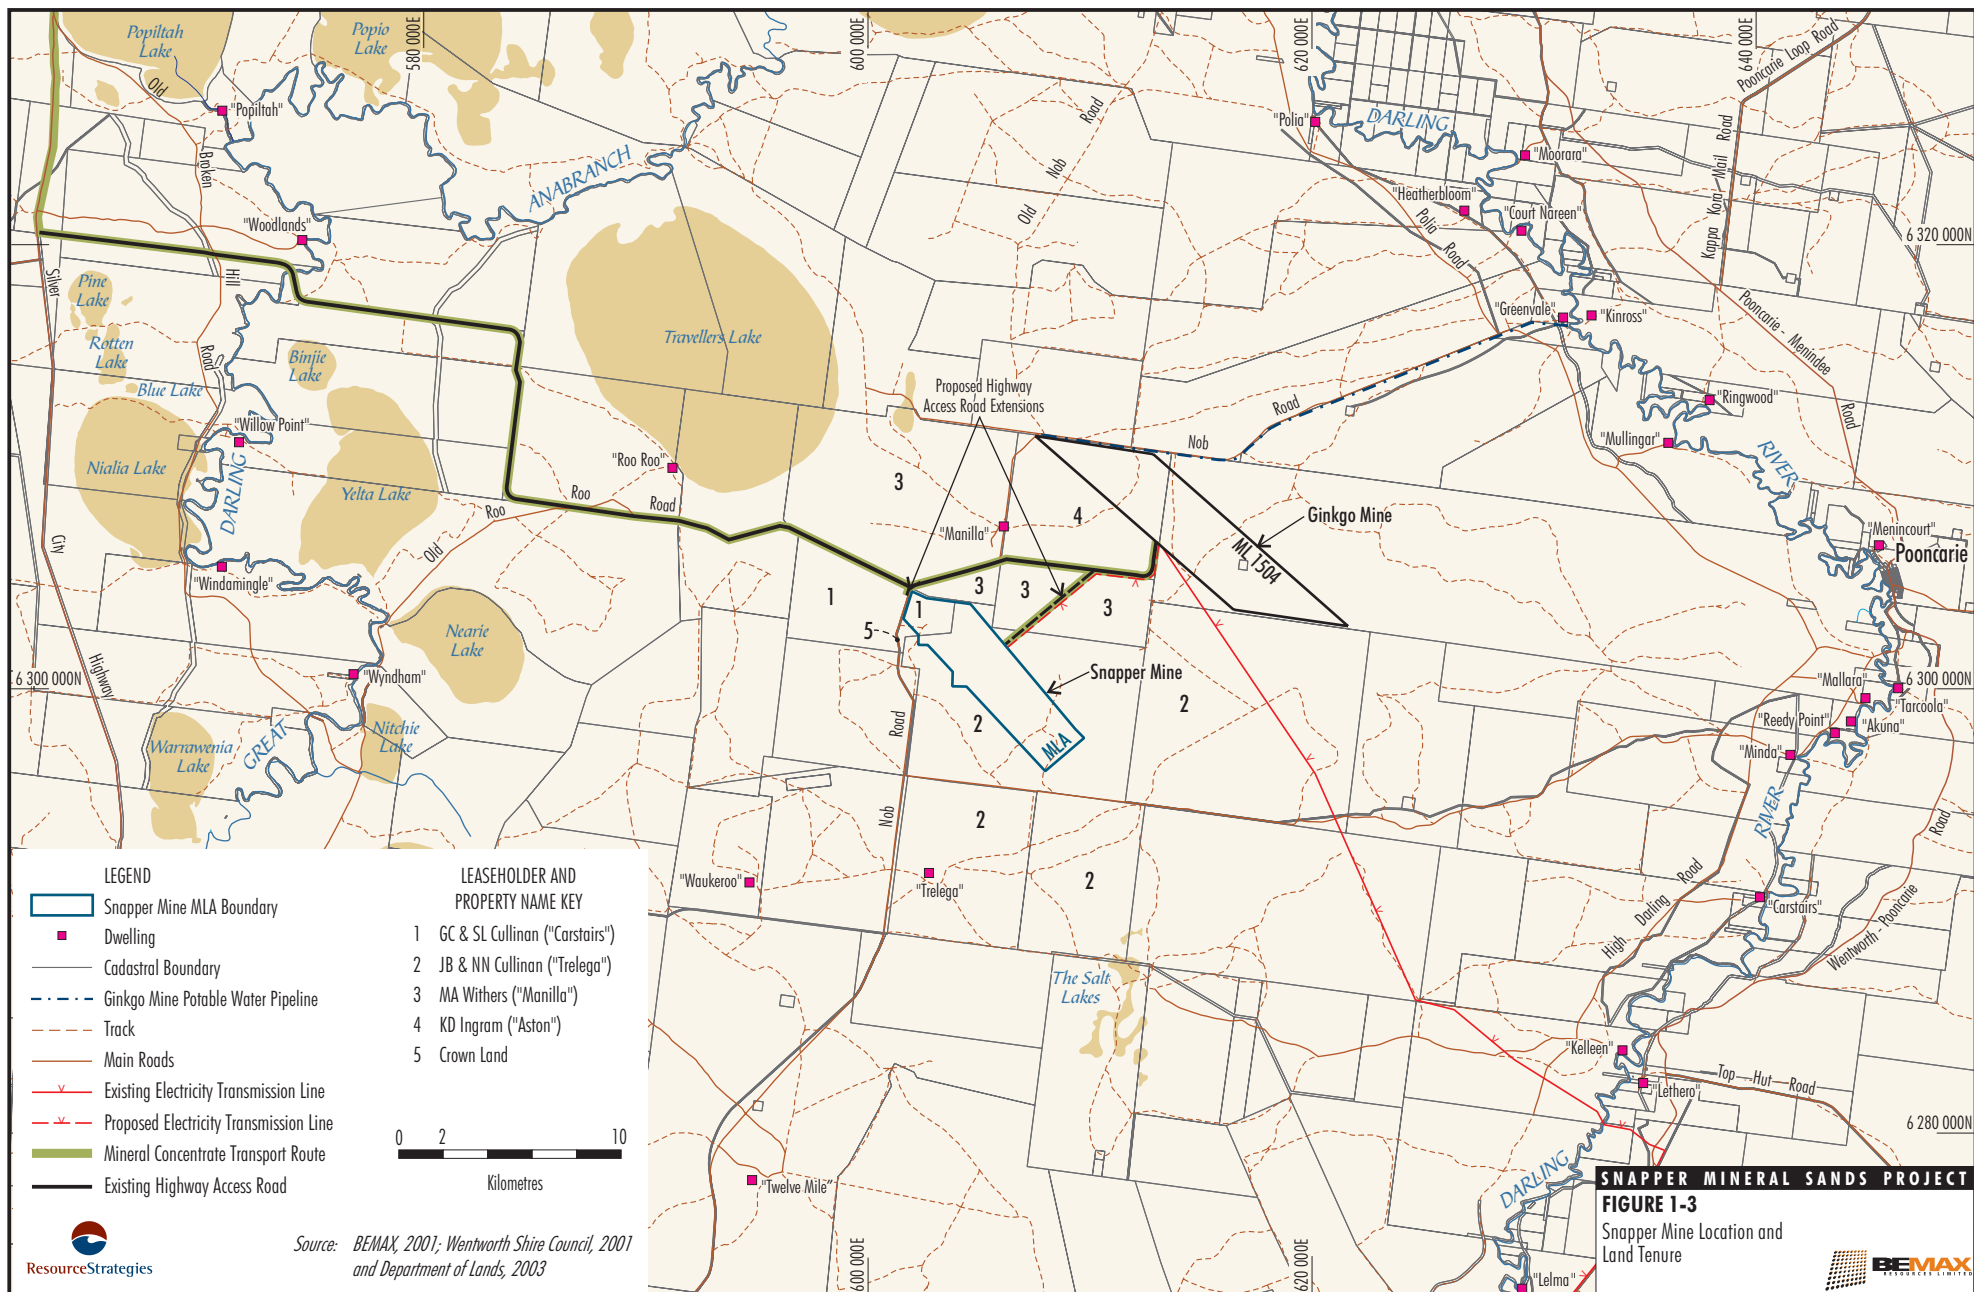 Popiltah
Lake
Popio
Lake
580 000E
600 000E
620 000E
640 000E
Pooncarie Loop Road
Old
"Popiltah"
Broken
ANABRANCH
Old
Nob
Road
"Polia"
DARLING
"Moorara"
"Heatherbloom"
"Court Nareen"
Polia Road
Kappa Kora Mail Road
6 320 000N
"Woodlands"
Silver
Hill
Pine
Lake
Rotten
Lake
Road
Binjie
Lake
Blue Lake
Travellers Lake
"Greenvale"
"Kinross"
Pooncarie - Menindee
Road
Proposed Highway
Access Road Extensions
"Willow Point"
Nialia Lake
DARLING
Yelta Lake
"Roo Roo"
Roo
Roo
Road
Old
Road
Nob
"Ringwood"
"Mullingar"
RIVER
3
4
"Manilla"
Ginkgo Mine
ML 1504
"Menincourt"
Pooncarie
City
"Windamingle"
Nearie
Lake
1
1
3
3
3
5
Highway
6 300 000N
"Wyndham"
Snapper Mine
2
2
MLA
"Mallara"
6 300 000N
"Tarcoola"
"Reedy Point"
"Akuna"
"Minda"
Warrawenia
Lake
GREAT
Nitchie
Lake
Road
Nob
2
2
RIVER
Road
"Waukeroo"
"Trelega"
High Darling Road
"Carstairs"
Wentworth - Pooncarie
The Salt
Lakes
"Kelleen"
"Lethero"
Top Hut Road
6 280 000N
"Twelve Mile"
DARLING
600 000E
620 000E
"Lelma"
LEGEND
Snapper Mine MLA Boundary
Dwelling
Cadastral Boundary
Ginkgo Mine Potable Water Pipeline
Track
Main Roads
Existing Electricity Transmission Line
Proposed Electricity Transmission Line
Mineral Concentrate Transport Route
Existing Highway Access Road
LEASEHOLDER AND
PROPERTY NAME KEY
1 GC & SL Cullinan ("Carstairs")
2 JB & NN Cullinan ("Trelega")
3 MA Withers ("Manilla")
4 KD Ingram ("Aston")
5 Crown Land
0 2 10
Kilometres
ResourceStrategies
Source: BEMAX, 2001; Wentworth Shire Council, 2001
and Department of Lands, 2003
SNAPPER MINERAL SANDS PROJECT
FIGURE 1-3
Snapper Mine Location and
Land Tenure
BEMAX
RESOURCES LIMITED